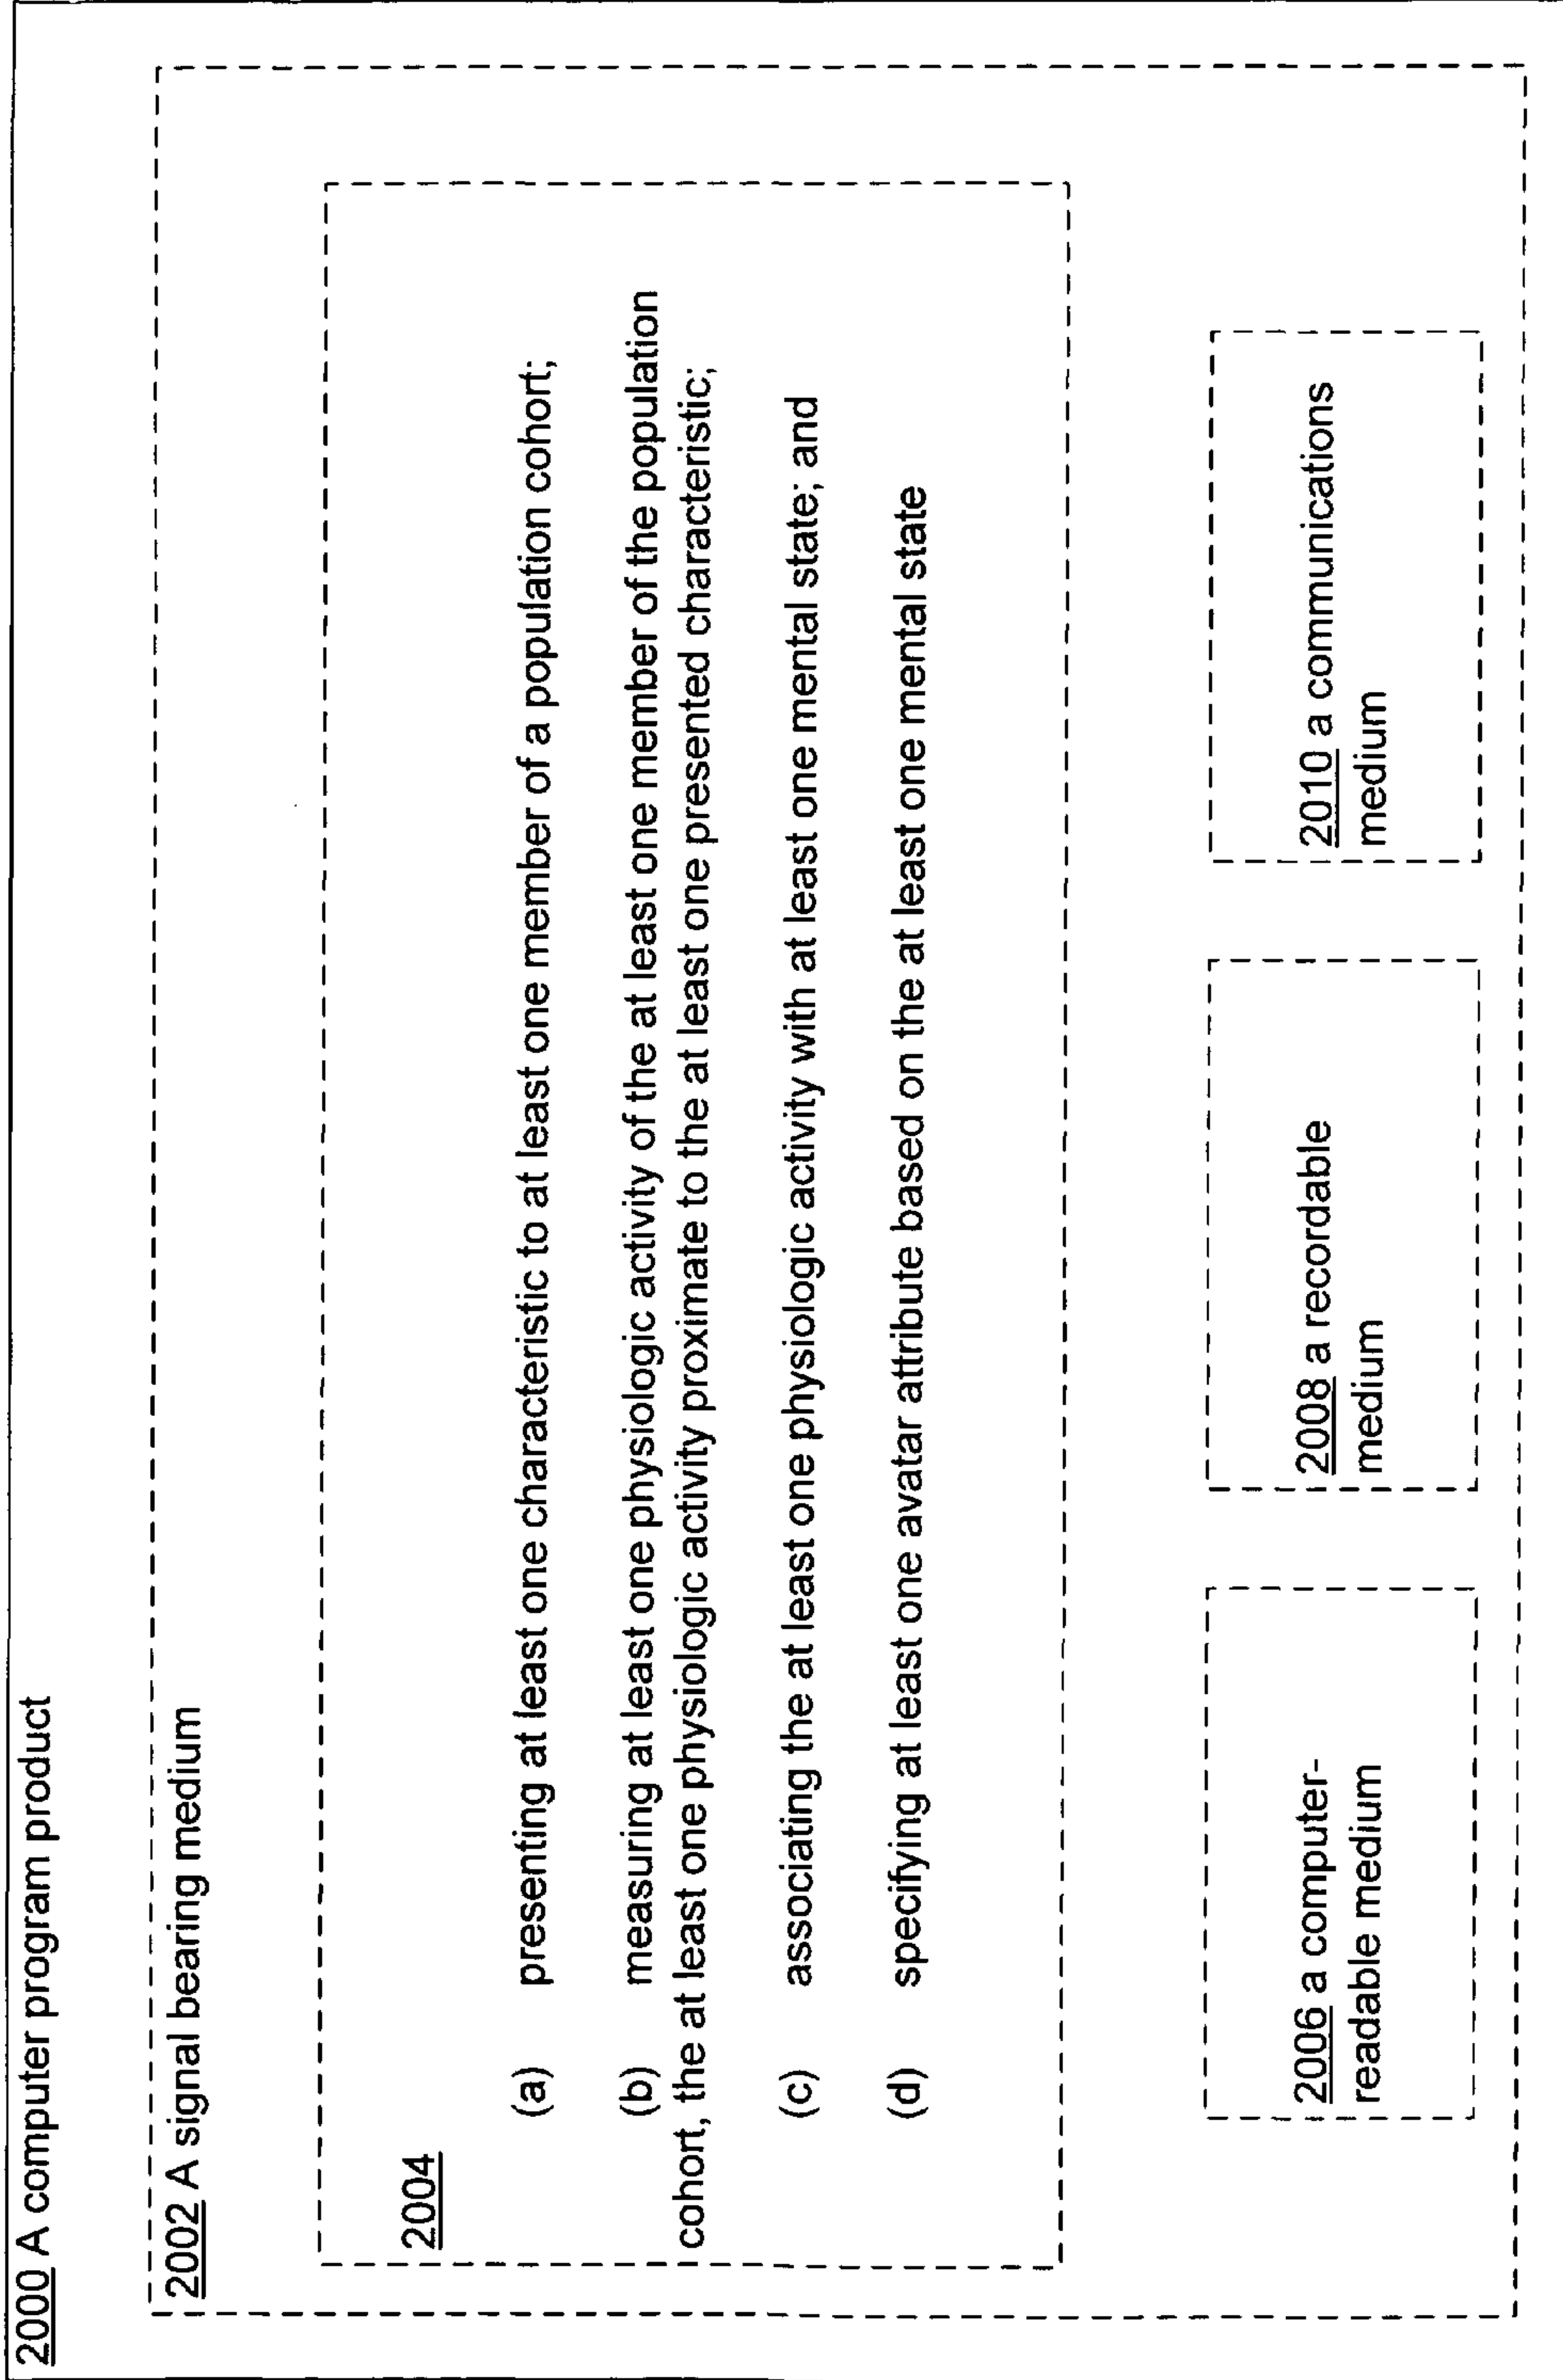 2000 A computer program product
2002 A signal bearing medium
2004
(a) presenting at least one characteristic to at least one member of a population cohort;
(b) measuring at least one physiologic activity of the at least one member of the population
cohort, the at least one physiologic activity proximate to the at least one presented characteristic;
(c) associating the at least one physiologic activity with at least one mental state; and
(d) specifying at least one avatar attribute based on the at least one mental state
2006 a computer-
readable medium
2008 a recordable
medium
2010 a communications
medium